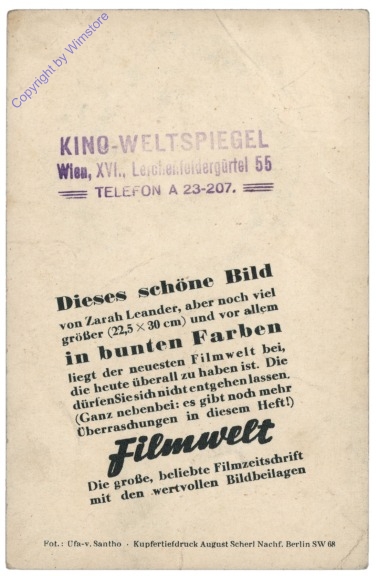 Copyright by Wimstore
KINO-WELTSPIEGEL
Wien, XVI., Lerchenfeldergürtel 55
TELEFON A 23-207.
Dieses schöne Bild
von Zarah Leander, aber noch viel
größer (22,5 × 30 cm) und vor allem
in bunten Farben
liegt der neuesten Filmwelt bei,
die heute überall zu haben ist. Die
dürfen Sie sich nicht entgehen lassen.
(Ganz nebenbei: es gibt noch mehr
Überraschungen in diesem Heft!)
Filmwelt
Die große, beliebte Filmzeitschrift
mit den wertvollen Bildbeilagen
Fot.: Ufa-v. Santho · Kupfertiefdruck August Scherl Nachf. Berlin SW 68